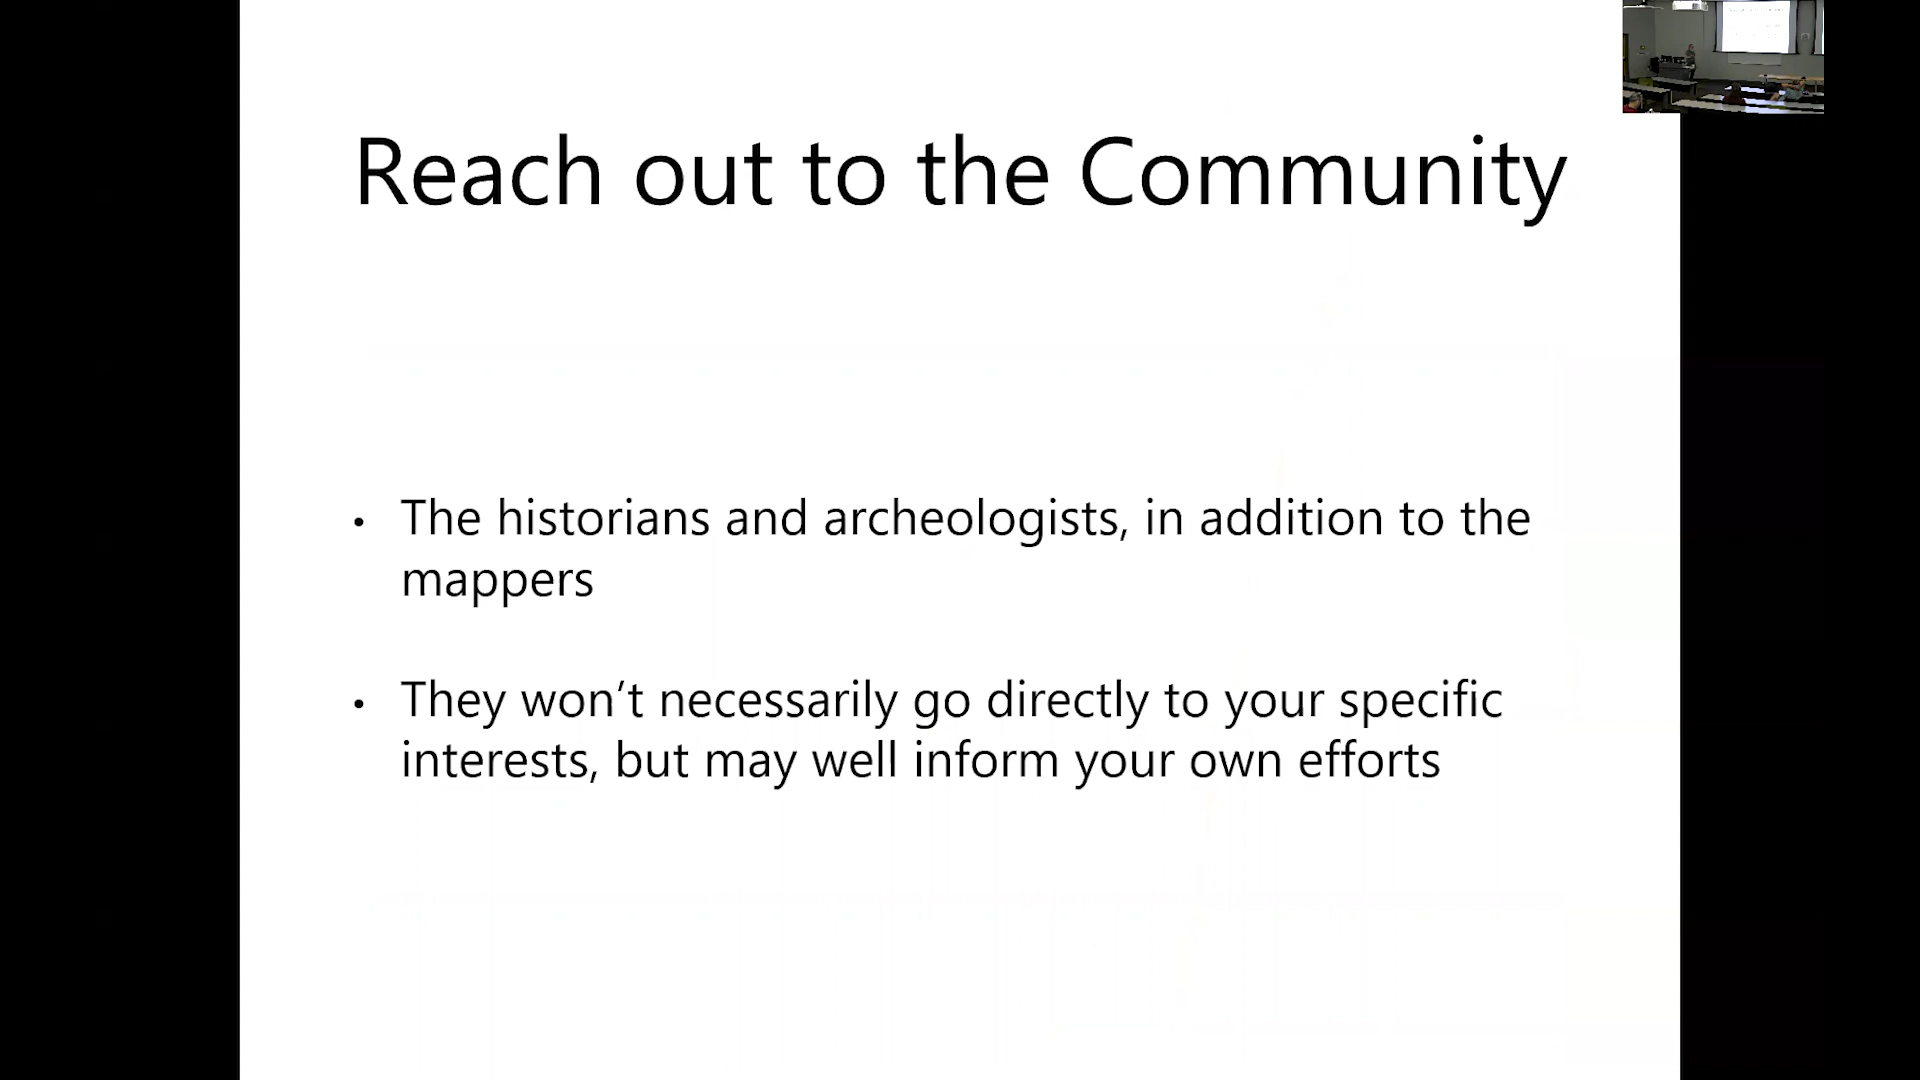 Reach out to the Community
• The historians and archeologists, in addition to the
mappers
• They won’t necessarily go directly to your specific
interests, but may well inform your own efforts